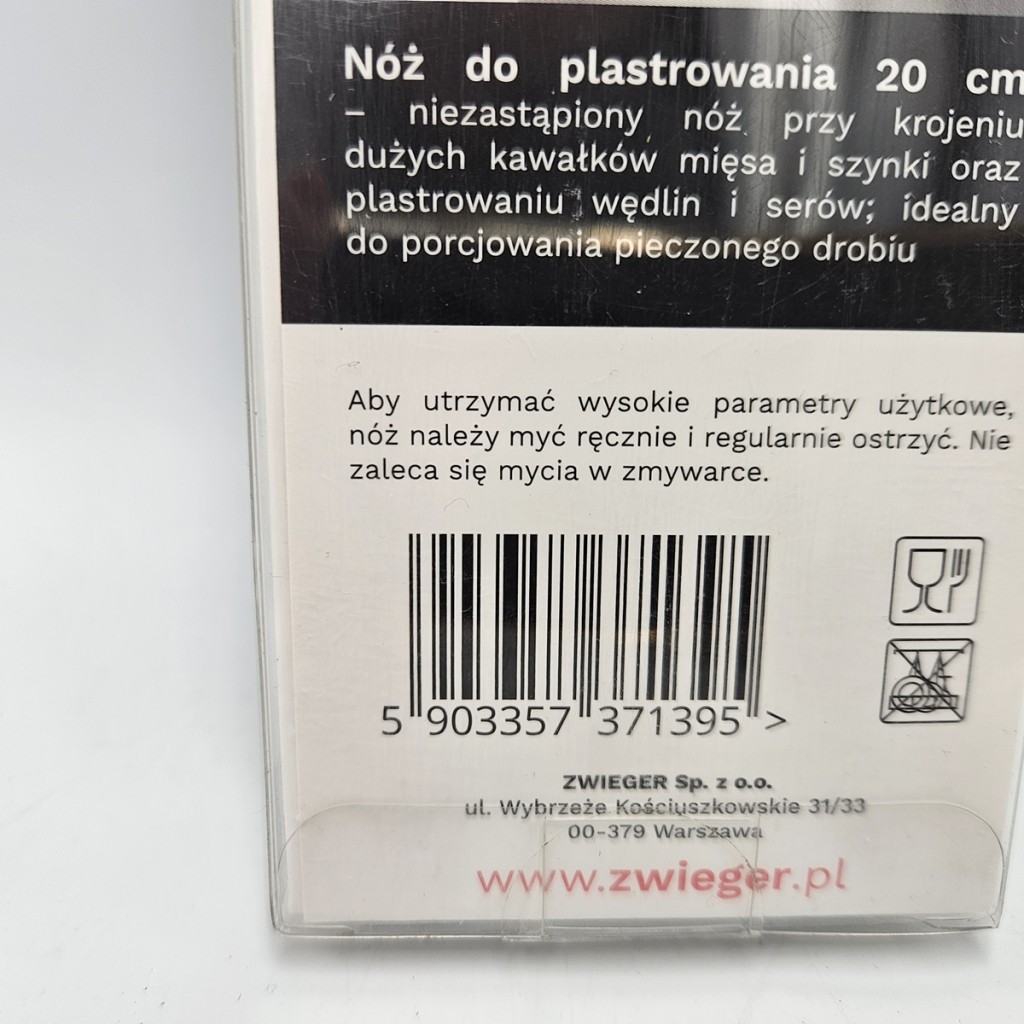 Nóż do plastrowania 20 cm
– niezastąpiony nóż przy krojeniu
dużych kawałków mięsa i szynki oraz
plastrowaniu wędlin i serów; idealny
do porcjowania pieczonego drobiu
Aby utrzymać wysokie parametry użytkowe,
nóż należy myć ręcznie i regularnie ostrzyć. Nie
zaleca się mycia w zmywarce.
5 903357 371395 >
ZWIEGER Sp. z o.o.
ul. Wybrzeże Kościuszkowskie 31/33
00-379 Warszawa
www.zwieger.pl